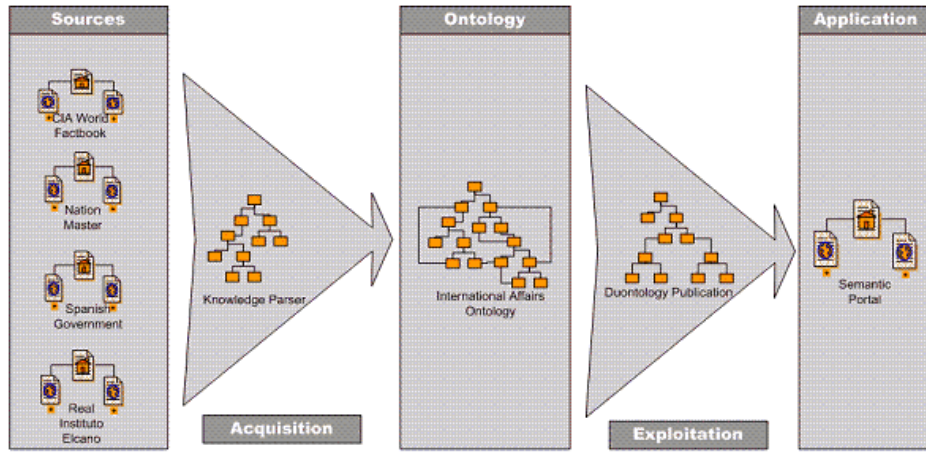 Sources
CIA World
Factbook
Nation
Master
Spanish
Government
Real
Instituto
Elcano
Knowledge Parser
Acquisition
Ontology
International Affairs
Ontology
Duontology Publication
Exploitation
Application
Semantic
Portal